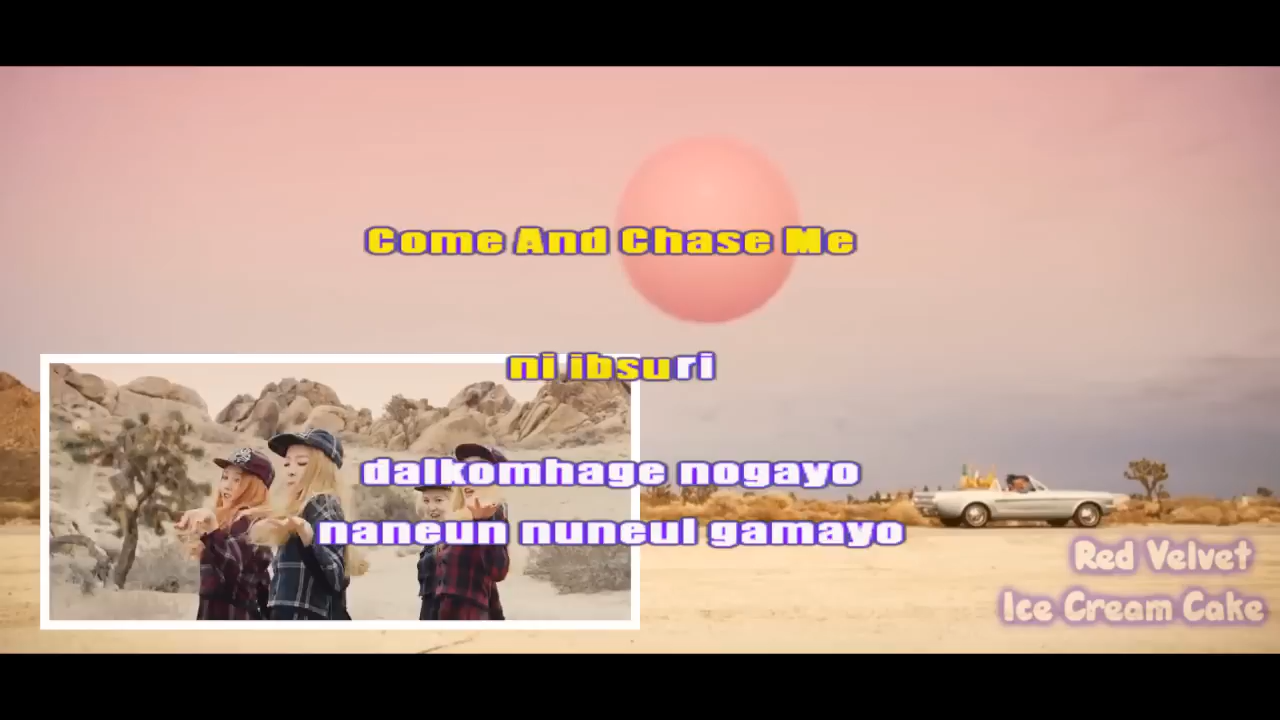 Come And Chase Me
ni ibsuri
dalkomhage nogayo
naneun nuneul gamayo
Red Velvet
Ice Cream Cake